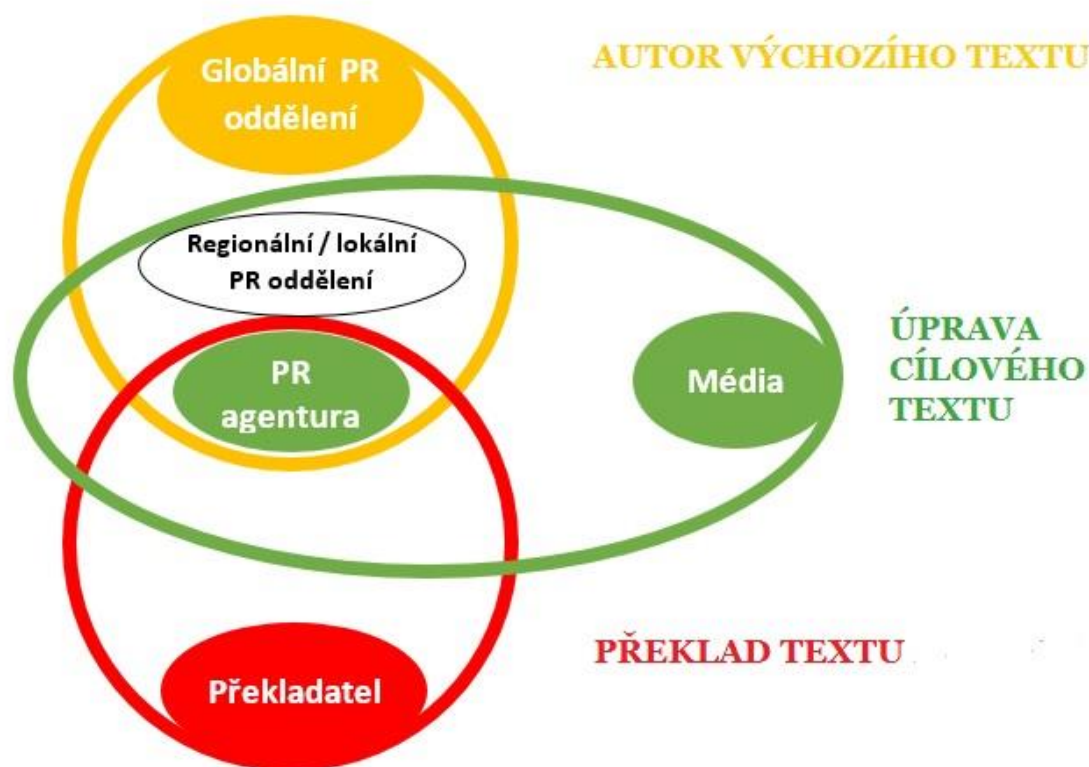 Globální PR
oddělení
AUTOR VÝCHOZÍHO TEXTU
Regionální / lokální
PR oddělení
PR
agentura
Média
ÚPRAVA
CÍLOVÉHO
TEXTU
PŘEKLAD TEXTU
Překladatel